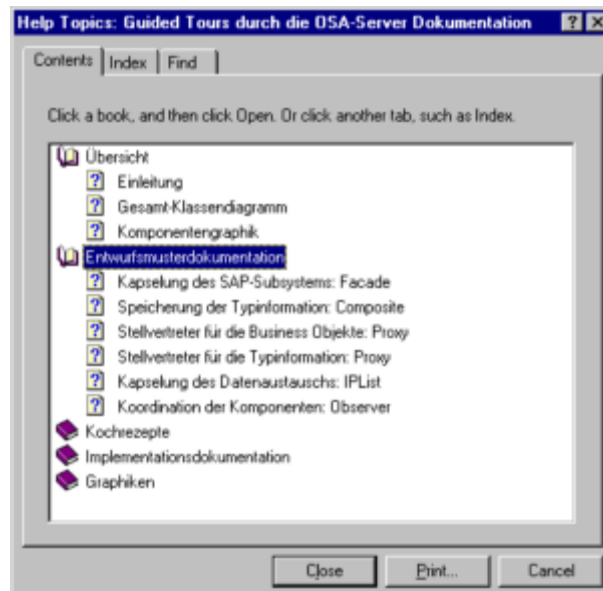 Help Topics: Guided Tours durch die OSA-Server Dokumentation
Contents Index Find
Click a book, and then click Open. Or click another tab, such as Index.
Übersicht
Einleitung
Gesamt-Klassendiagramm
Komponentengraphik
Entwurfsmusterdokumentation
Kapselung des SAP-Subsystems: Facade
Speicherung der Typinformation: Composite
Stellvertreter für die Business Objekte: Proxy
Stellvertreter für die Typinformation: Proxy
Kapselung des Datenaustauschs: IPList
Koordination der Komponenten: Observer
Kochrezepte
Implementationsdokumentation
Graphiken
Close Print... Cancel